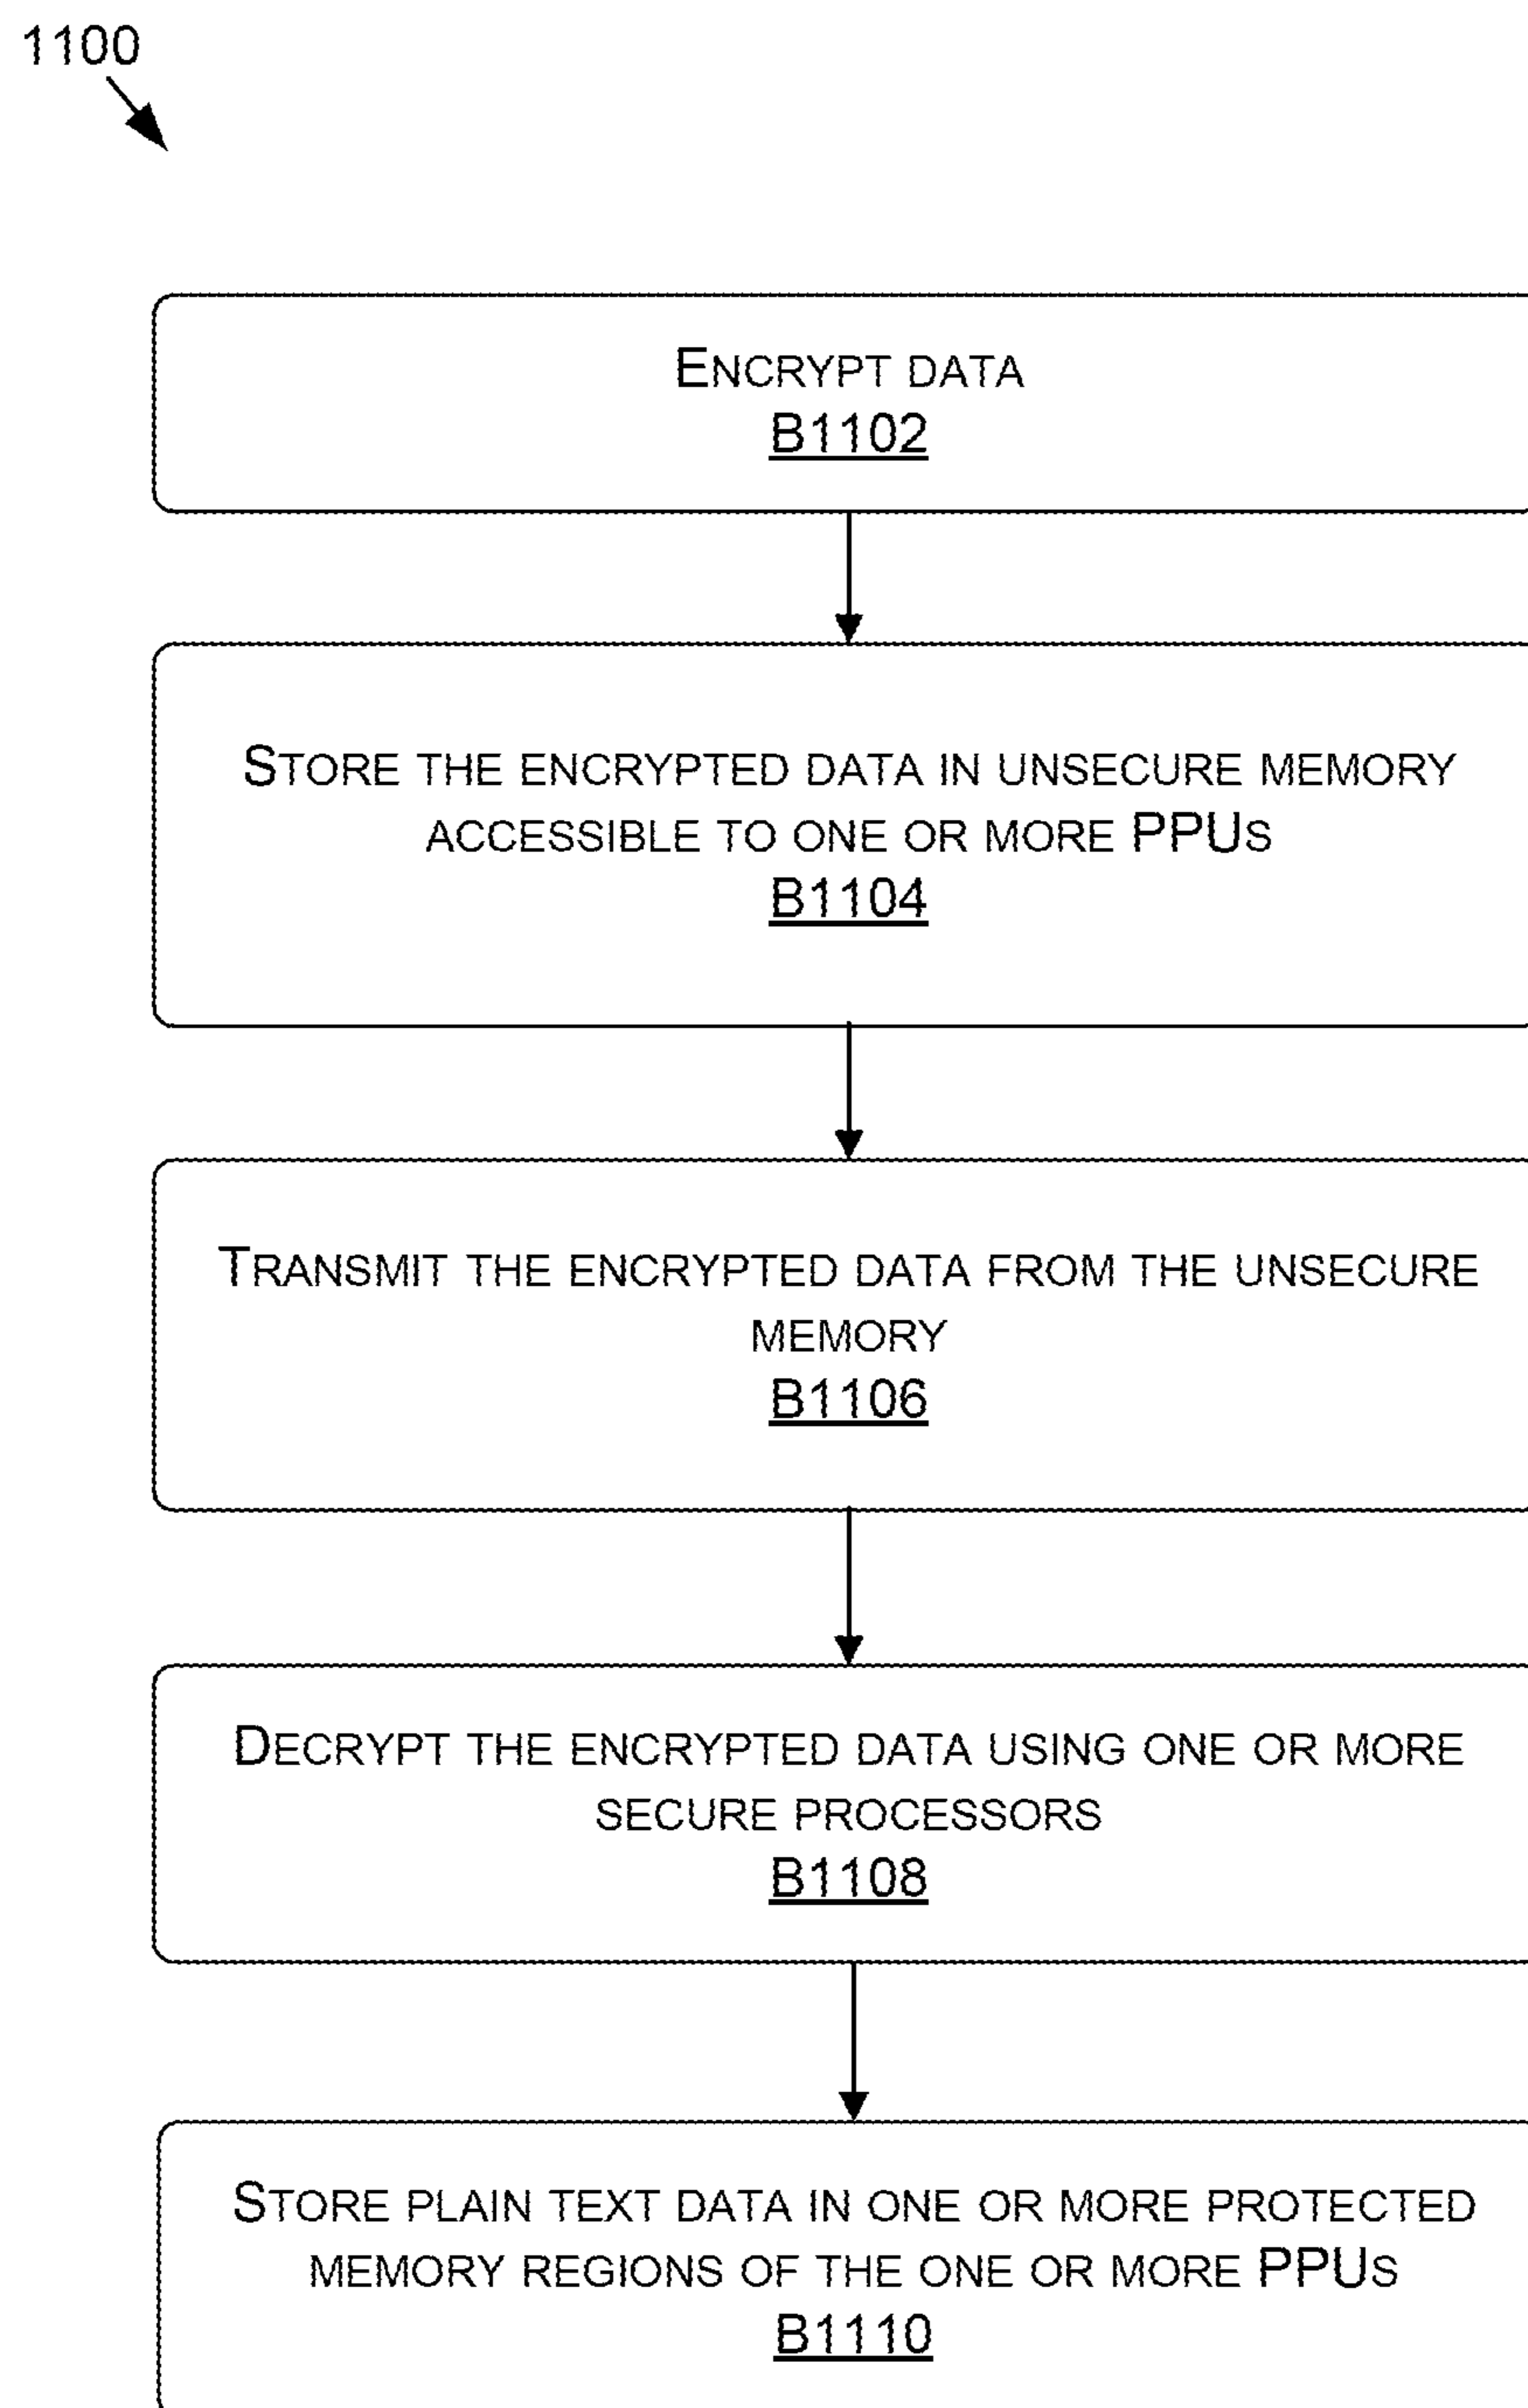 1100
ENCRYPT DATA
B1102
STORE THE ENCRYPTED DATA IN UNSECURE MEMORY
ACCESSIBLE TO ONE OR MORE PPUS
B1104
TRANSMIT THE ENCRYPTED DATA FROM THE UNSECURE
MEMORY
B1106
DECRYPT THE ENCRYPTED DATA USING ONE OR MORE
SECURE PROCESSORS
B1108
STORE PLAIN TEXT DATA IN ONE OR MORE PROTECTED
MEMORY REGIONS OF THE ONE OR MORE PPUS
B1110